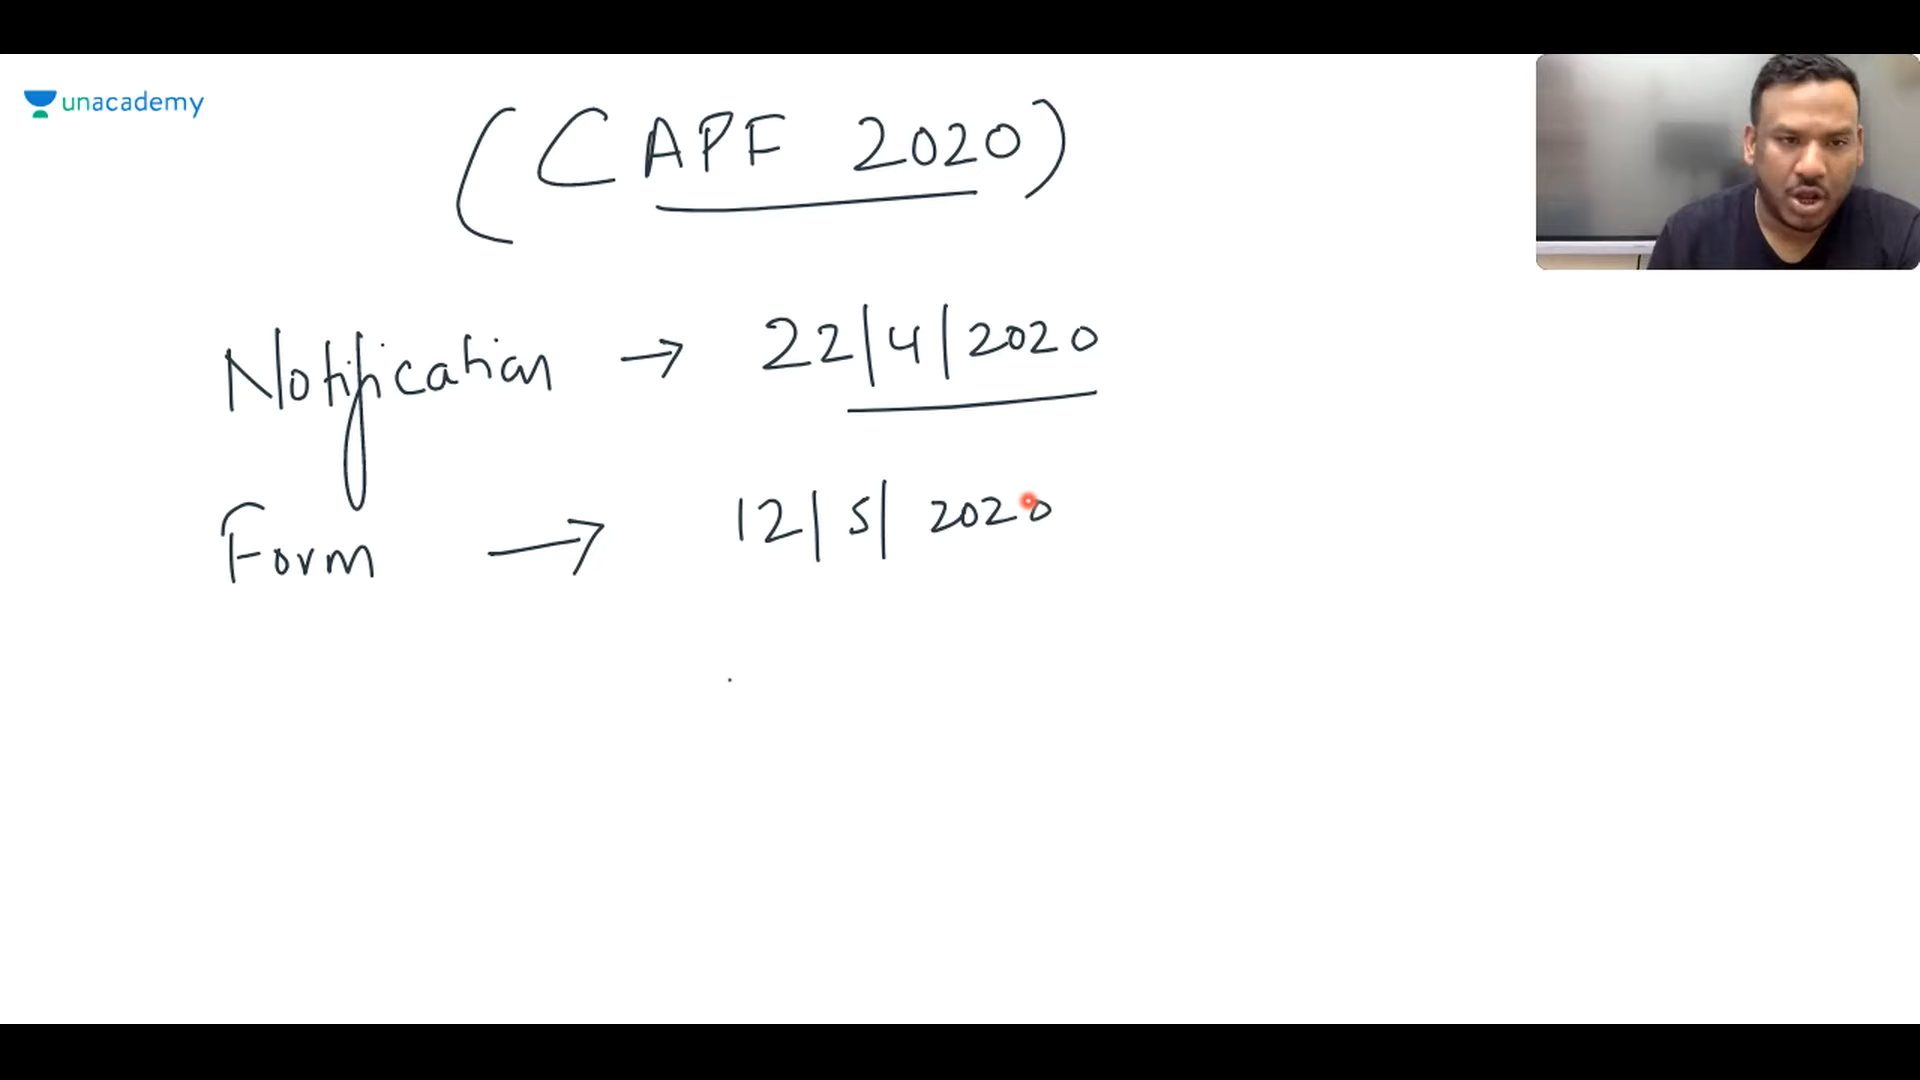 unacademy
(CAPF 2020)
Notification → 22/4/2020
Form → 12/5/2020